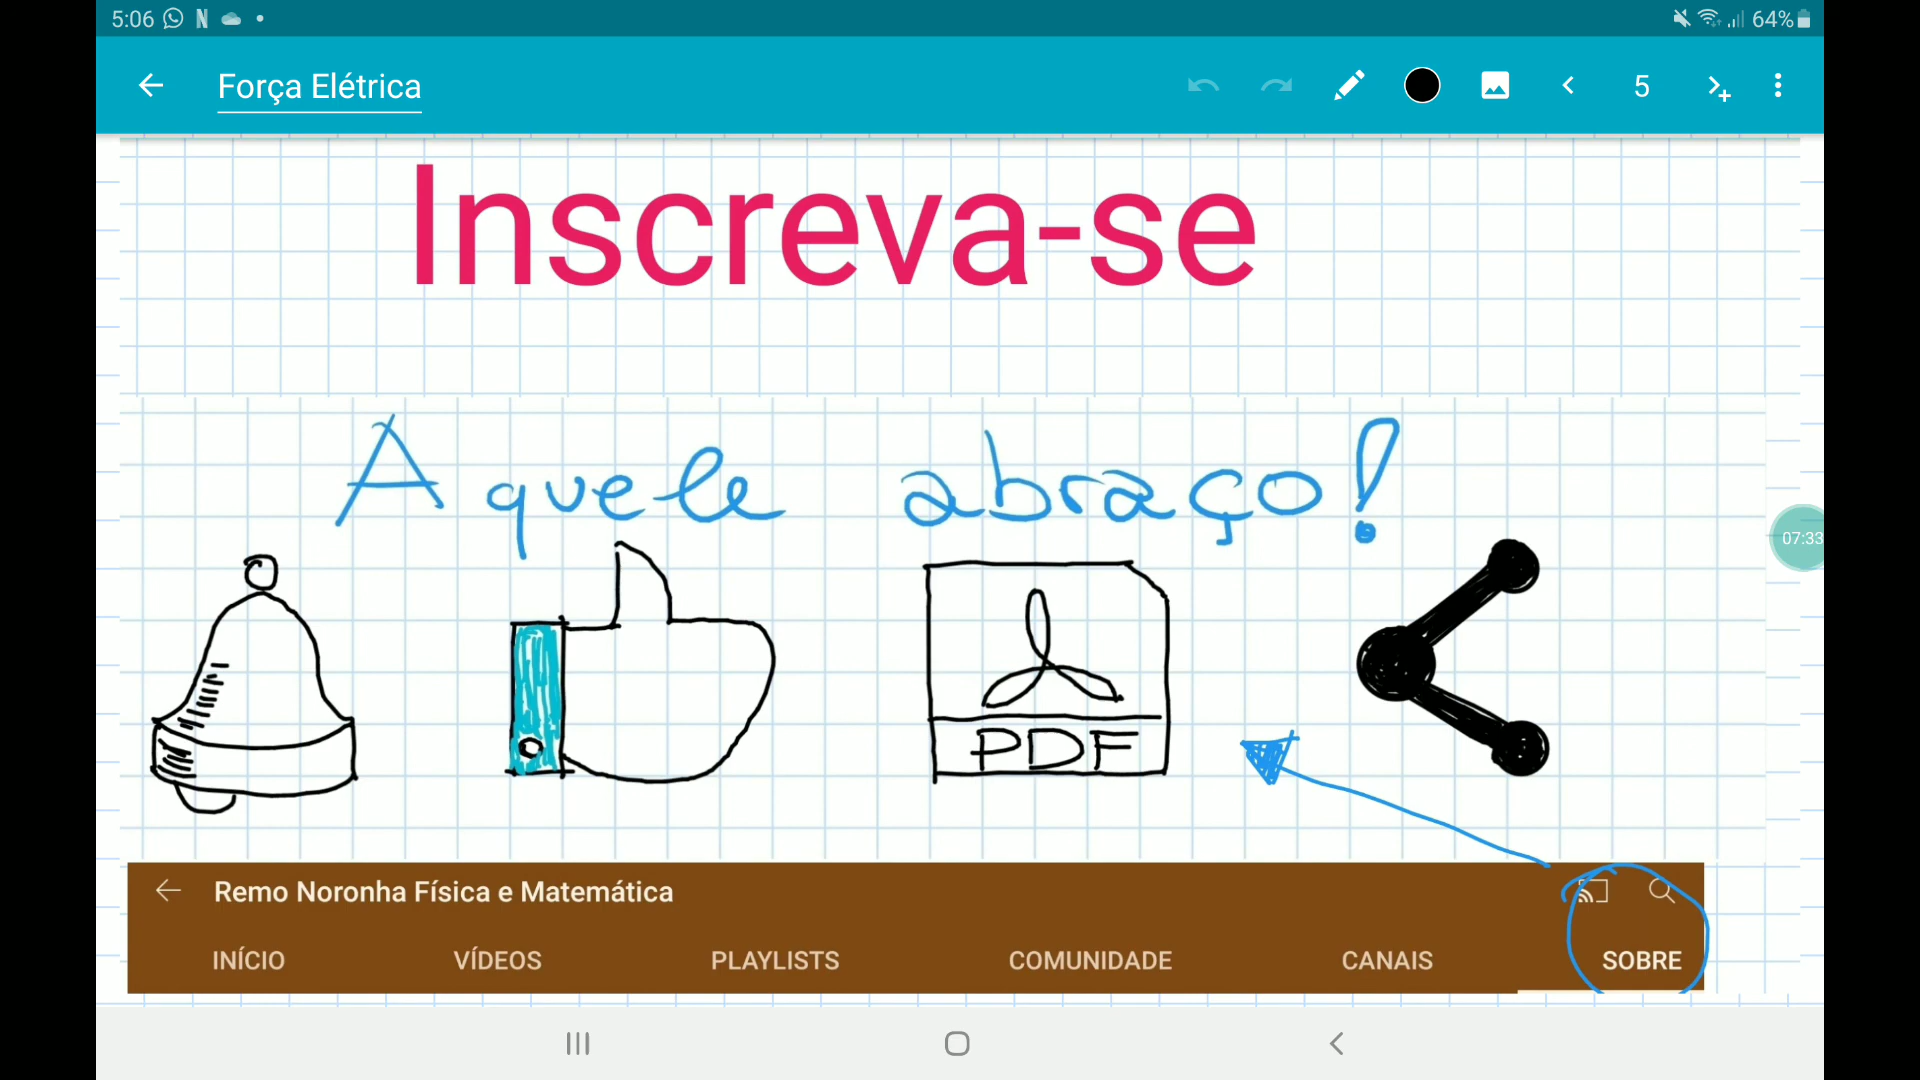 5:06 64%
Força Elétrica 5
Inscreva-se
Aquele abraço!
07:33
PDF
Remo Noronha Física e Matemática
INÍCIO VÍDEOS PLAYLISTS COMUNIDADE CANAIS SOBRE